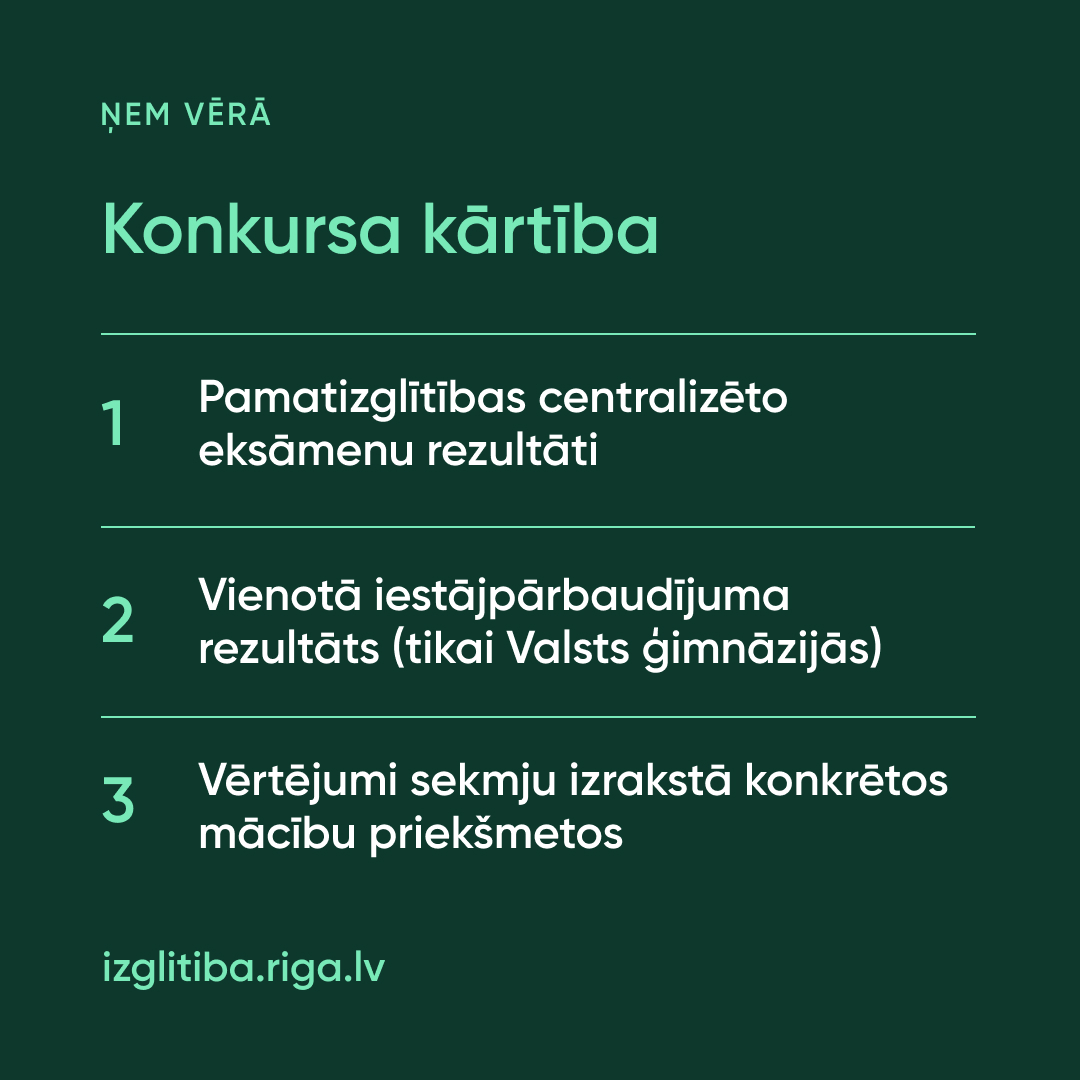 ŅEM VĒRĀ
Konkursa kārtība
1
Pamatizglītības centralizēto
eksāmenu rezultāti
2
Vienotā iestājpārbaudījuma
rezultāts (tikai Valsts ģimnāzijās)
3
Vērtējumi sekmju izrakstā konkrētos
mācību priekšmetos
izglitiba.riga.lv